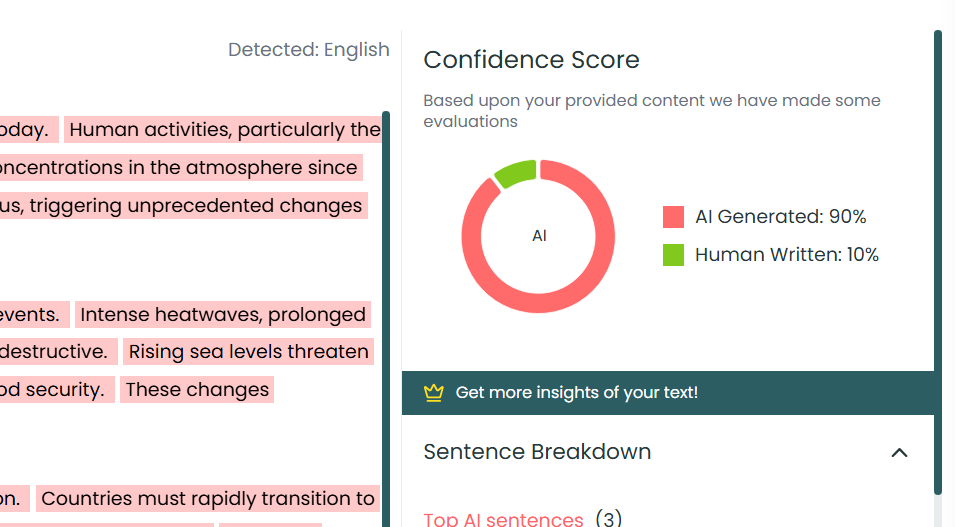 Detected: English
oday. Human activities, particularly the
oncentrations in the atmosphere since
us, triggering unprecedented changes
events. Intense heatwaves, prolonged
destructive. Rising sea levels threaten
od security. These changes
on. Countries must rapidly transition to
Confidence Score
Based upon your provided content we have made some
evaluations
AI
AI Generated: 90%
Human Written: 10%
Get more insights of your text!
Sentence Breakdown
Top AI sentences (3)